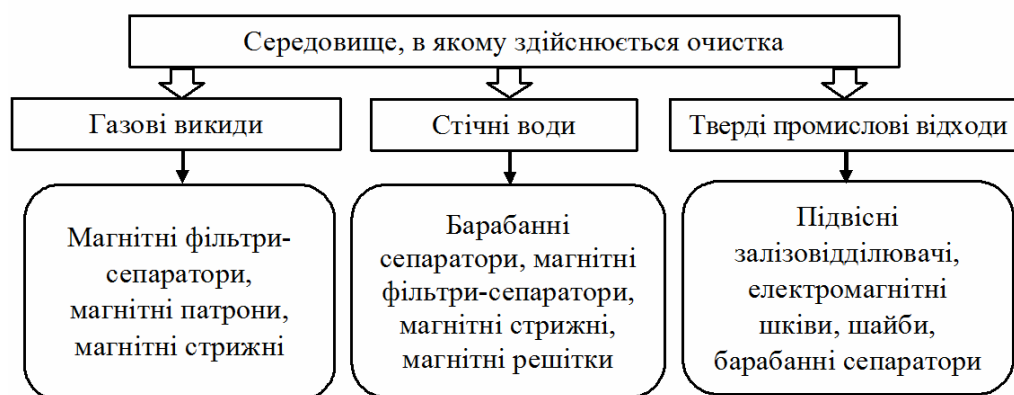 Середовище, в якому здійснюється очистка
Газові викиди
Стічні води
Тверді промислові відходи
Магнітні фільтри-
сепаратори,
магнітні патрони,
магнітні стрижні
Барабанні
сепаратори, магнітні
фільтри-сепаратори,
магнітні стрижні,
магнітні решітки
Підвісні
залізовідділювачі,
електромагнітні
шківи, шайби,
барабанні сепаратори